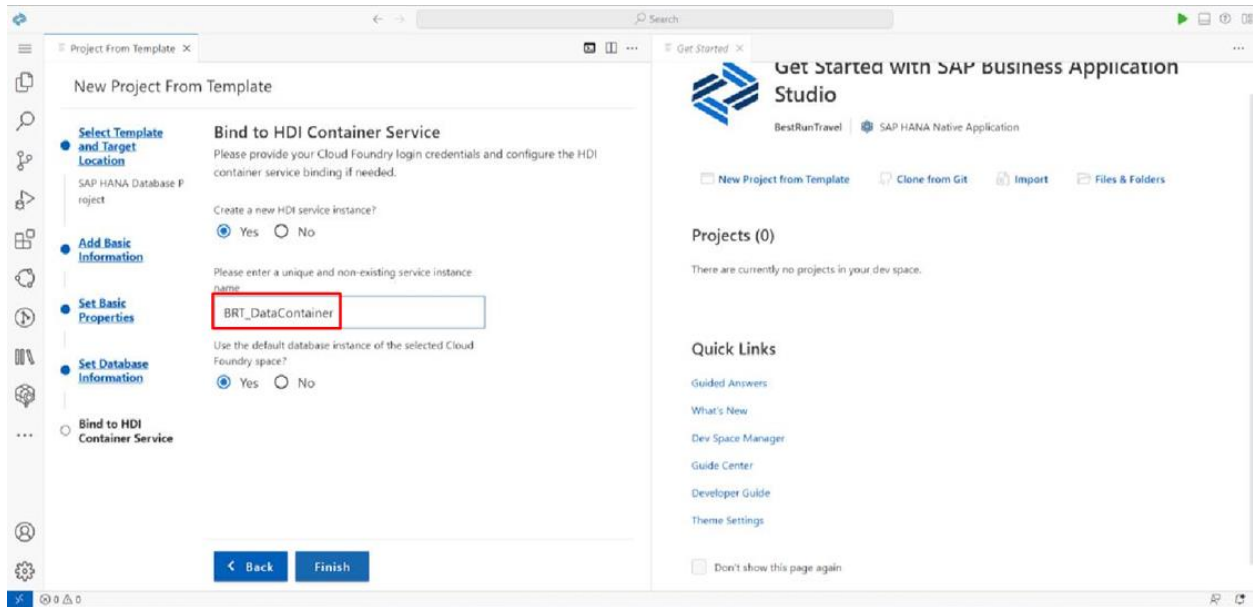 Search
Project From Template
New Project From Template
Select Template
and Target
Location
SAP HANA Database P
roject
Add Basic
Information
Set Basic
Properties
Set Database
Information
Bind to HDI
Container Service
Bind to HDI Container Service
Please provide your Cloud Foundry login credentials and configure the HDI
container service binding if needed.
Create a new HDI service instance?
Yes No
Please enter a unique and non-existing service instance
name
BRT_DataContainer
Use the default database instance of the selected Cloud
Foundry space?
Yes No
Back Finish
Get Started
Get Started with SAP Business Application
Studio
BestRunTravel SAP HANA Native Application
New Project from Template Clone from Git Import Files & Folders
Projects (0)
There are currently no projects in your dev space.
Quick Links
Guided Answers
What's New
Dev Space Manager
Guide Center
Developer Guide
Theme Settings
Don't show this page again
0 0